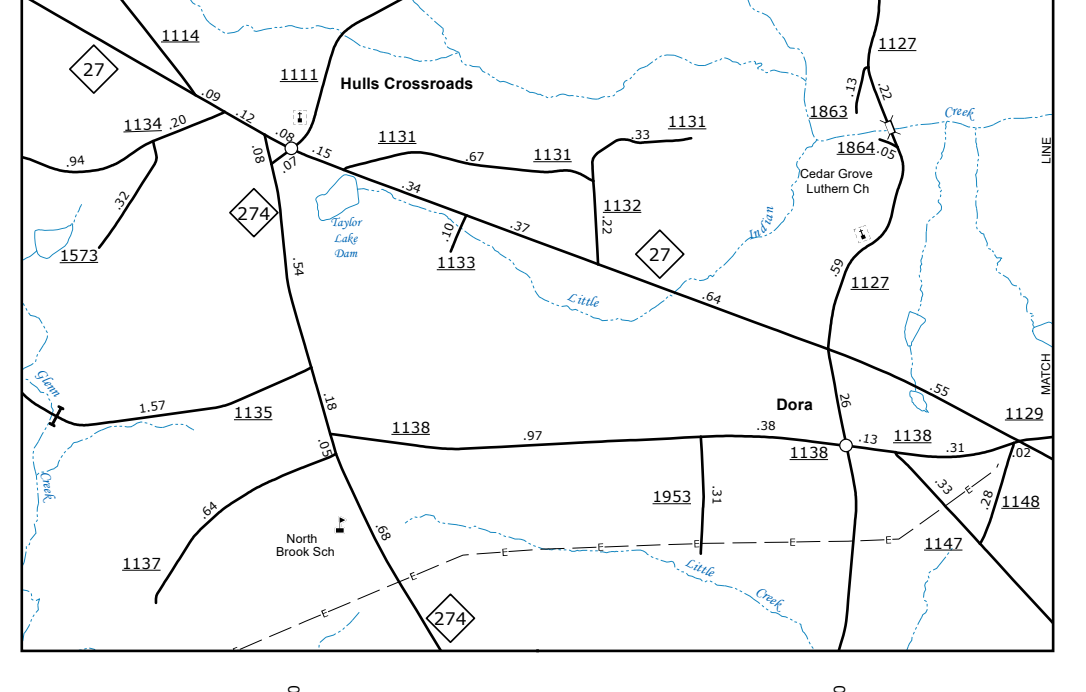 1114
27
.09
.12
1111
Hulls Crossroads
1127
.13
.22
1863
Creek
1134
.20
.08
.08
.07
.15
1131
.67
1131
.33
1131
1864
.05
LINE
.94
.32
1573
274
Taylor
Lake
Dam
.34
.10
1133
.37
1132
.22
27
Cedar Grove
Luthern Ch
Indian
.54
Little
.64
.59
1127
Glenn
1.57
1135
.18
MATCH
.55
Dora
.26
1129
1138
.97
.38
1138
.13
1138
.31
.02
.05
Creek
.64
1137
North
Brook Sch
.68
1953
.31
.33
.28
1148
1147
E
E
E
E
E
E
E
E
Little
Creek
274